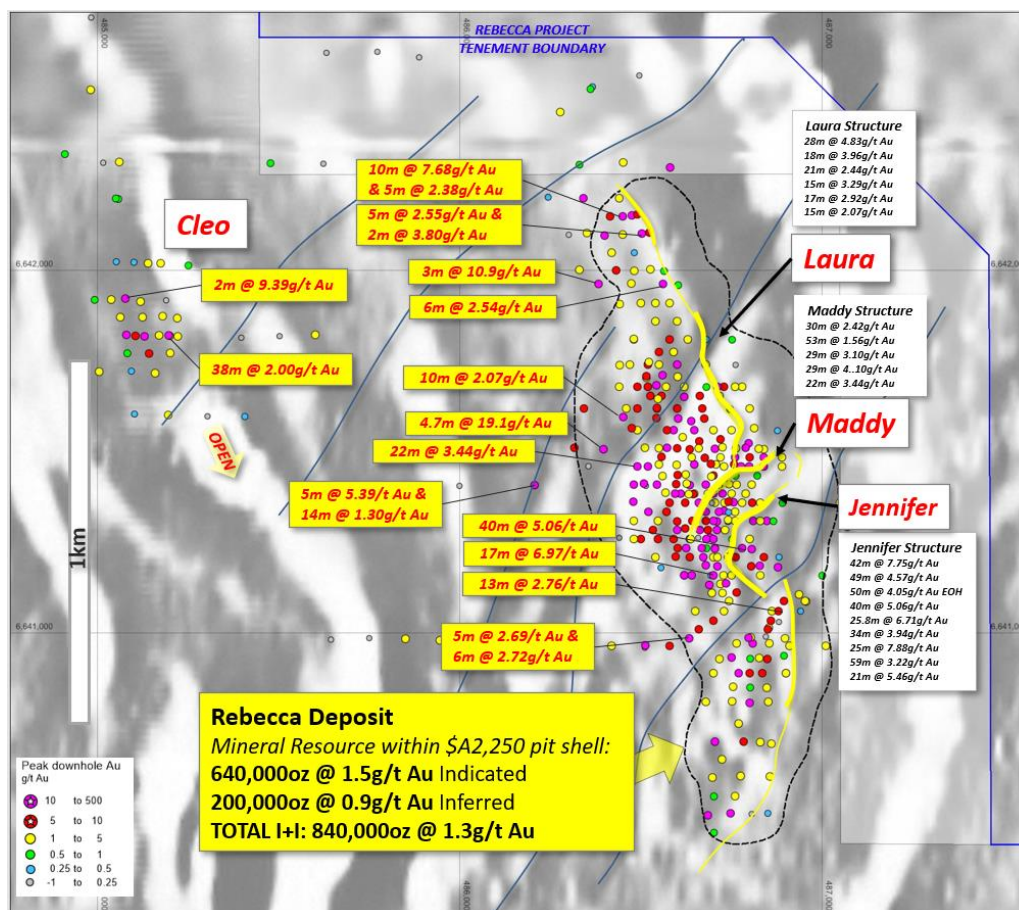 REBECCA PROJECT
TENEMENT BOUNDARY
485,000
486,000
487,000
Laura Structure
28m @ 4.83g/t Au
18m @ 3.96g/t Au
21m @ 2.44g/t Au
15m @ 3.29g/t Au
17m @ 2.92g/t Au
15m @ 2.07g/t Au
10m @ 7.68g/t Au
& 5m @ 2.38g/t Au
5m @ 2.55g/t Au &
2m @ 3.80g/t Au
Cleo
Laura
6,642,000
3m @ 10.9g/t Au
2m @ 9.39g/t Au
6m @ 2.54g/t Au
Maddy Structure
30m @ 2.42g/t Au
53m @ 1.56g/t Au
29m @ 3.10g/t Au
29m @ 4..10g/t Au
22m @ 3.44g/t Au
38m @ 2.00g/t Au
10m @ 2.07g/t Au
4.7m @ 19.1g/t Au
Maddy
OPEN
22m @ 3.44g/t Au
5m @ 5.39g/t Au &
14m @ 1.30g/t Au
Jennifer
40m @ 5.06g/t Au
17m @ 6.97g/t Au
13m @ 2.76g/t Au
1km
Jennifer Structure
42m @ 7.75g/t Au
49m @ 4.57g/t Au
50m @ 4.05g/t Au EOH
40m @ 5.06g/t Au
25.8m @ 6.71g/t Au
34m @ 3.94g/t Au
25m @ 7.88g/t Au
59m @ 3.22g/t Au
21m @ 5.46g/t Au
6,641,000
6,641,000
5m @ 2.69/t Au &
6m @ 2.72g/t Au
Rebecca Deposit
Mineral Resource within $A2,250 pit shell:
640,000oz @ 1.5g/t Au Indicated
200,000oz @ 0.9g/t Au Inferred
TOTAL I+I: 840,000oz @ 1.3g/t Au
Peak downhole Au
g/t Au
10 to 500
5 to 10
1 to 5
0.5 to 1
0.25 to 0.5
-1 to 0.25
486,000
487,000